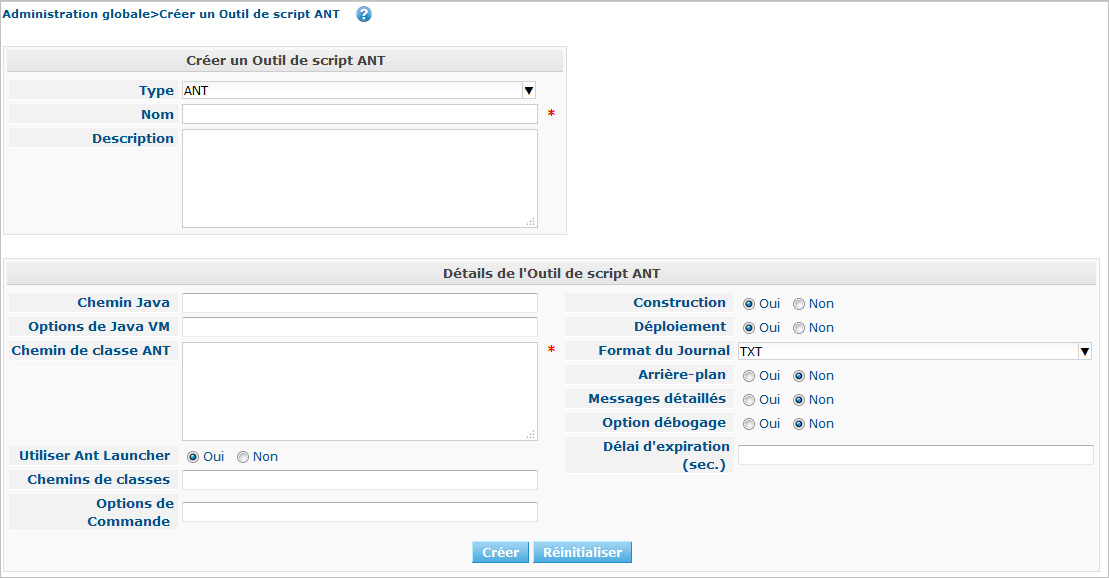 Administration globale>Créer un Outil de script ANT ?
Créer un Outil de script ANT
Type ANT
Nom *
Description
Détails de l'Outil de script ANT
Chemin Java
Options de Java VM
Chemin de classe ANT *
Utiliser Ant Launcher Oui Non
Chemins de classes
Options de
Commande
Construction Oui Non
Déploiement Oui Non
Format du Journal TXT
Arrière-plan Oui Non
Messages détaillés Oui Non
Option débogage Oui Non
Délai d'expiration
(sec.)
Créer Réinitialiser